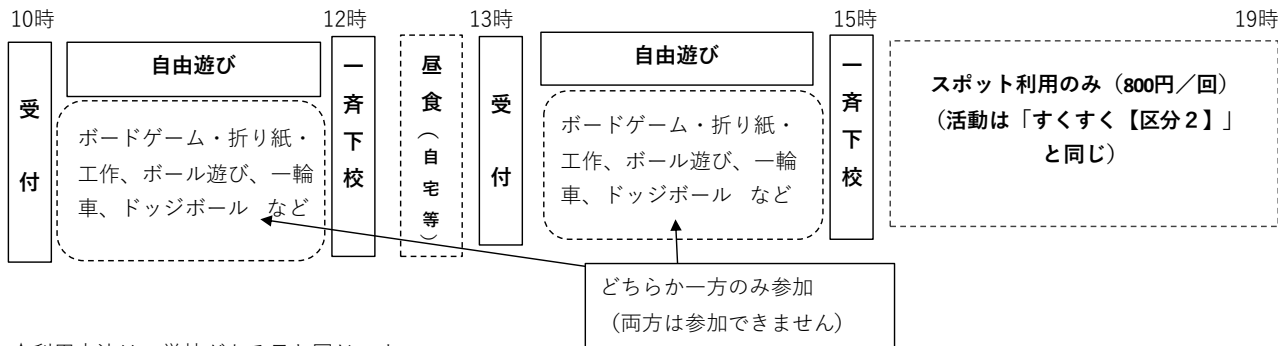 10時
12時
13時
15時
19時
受付
自由遊び
ボードゲーム・折り紙・
工作、ボール遊び、一輪
車、ドッジボール　など
一斉下校
昼食（自宅等）
受付
自由遊び
ボードゲーム・折り紙・
工作、ボール遊び、一輪
車、ドッジボール　など
一斉下校
スポット利用のみ（800円／回）
（活動は「すくすく【区分２】」
と同じ）
どちらか一方のみ参加
（両方は参加できません）